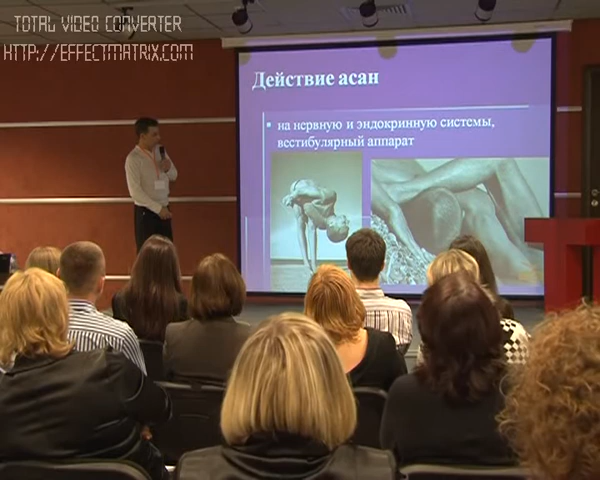 TOTAL VIDEO CONVERTER
HTTP://EFFECTMATRIX.COM
Действие асан
на нервную и эндокринную системы,
вестибулярный аппарат